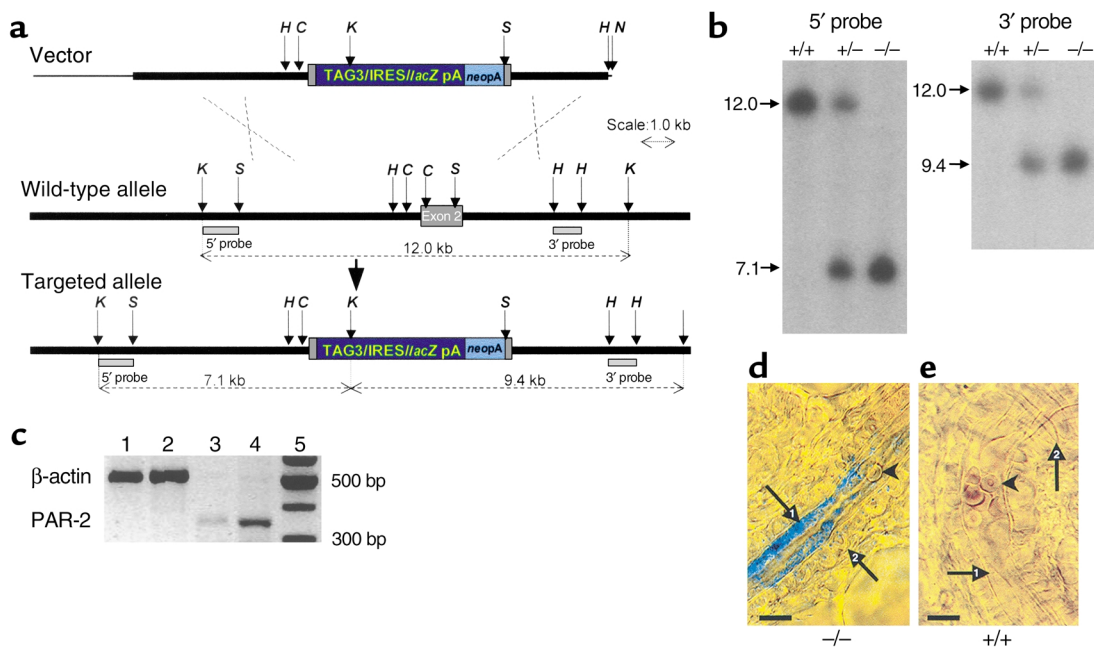 a
H C K S H N
Vector
TAG3/IRES//lacZ pA neopA
Scale:1.0 kb
K S H C C S H H K
Wild-type allele
Exon 2
5′ probe 3′ probe
12.0 kb
Targeted allele
K S H C K S H H
TAG3/IRES//lacZ pA neopA
5′ probe 3′ probe
7.1 kb 9.4 kb
b
5′ probe 3′ probe
+/+ +/− −/− +/+ +/− −/−
12.0
7.1
12.0
9.4
c
1 2 3 4 5
β-actin 500 bp
PAR-2 300 bp
d
1
2
−/−
e
2
1
+/+